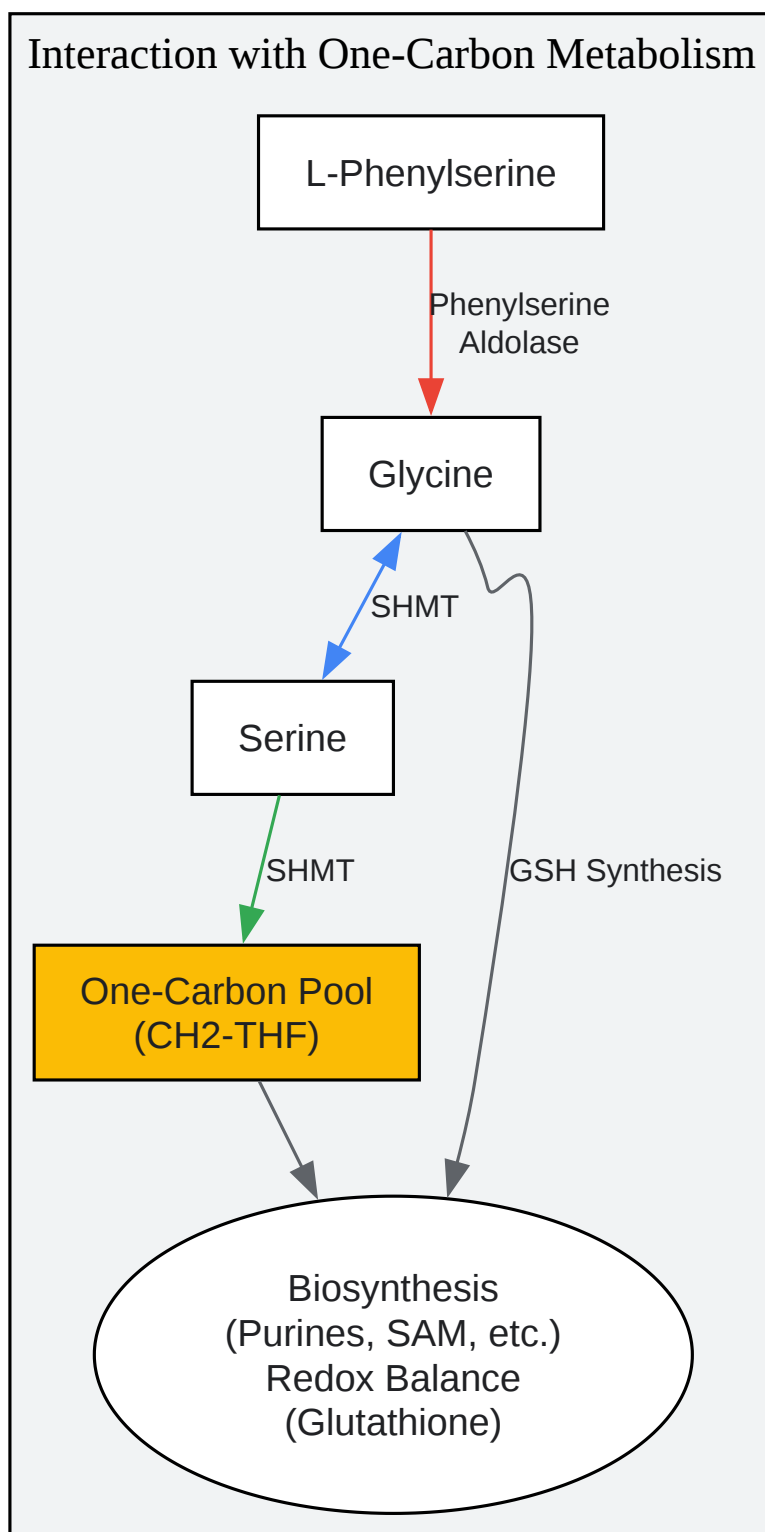 Interaction with One-Carbon Metabolism
L-Phenylserine
Phenylserine
Aldolase
Glycine
SHMT
Serine
SHMT
GSH Synthesis
One-Carbon Pool
(CH2-THF)
Biosynthesis
(Purines, SAM, etc.)
Redox Balance
(Glutathione)